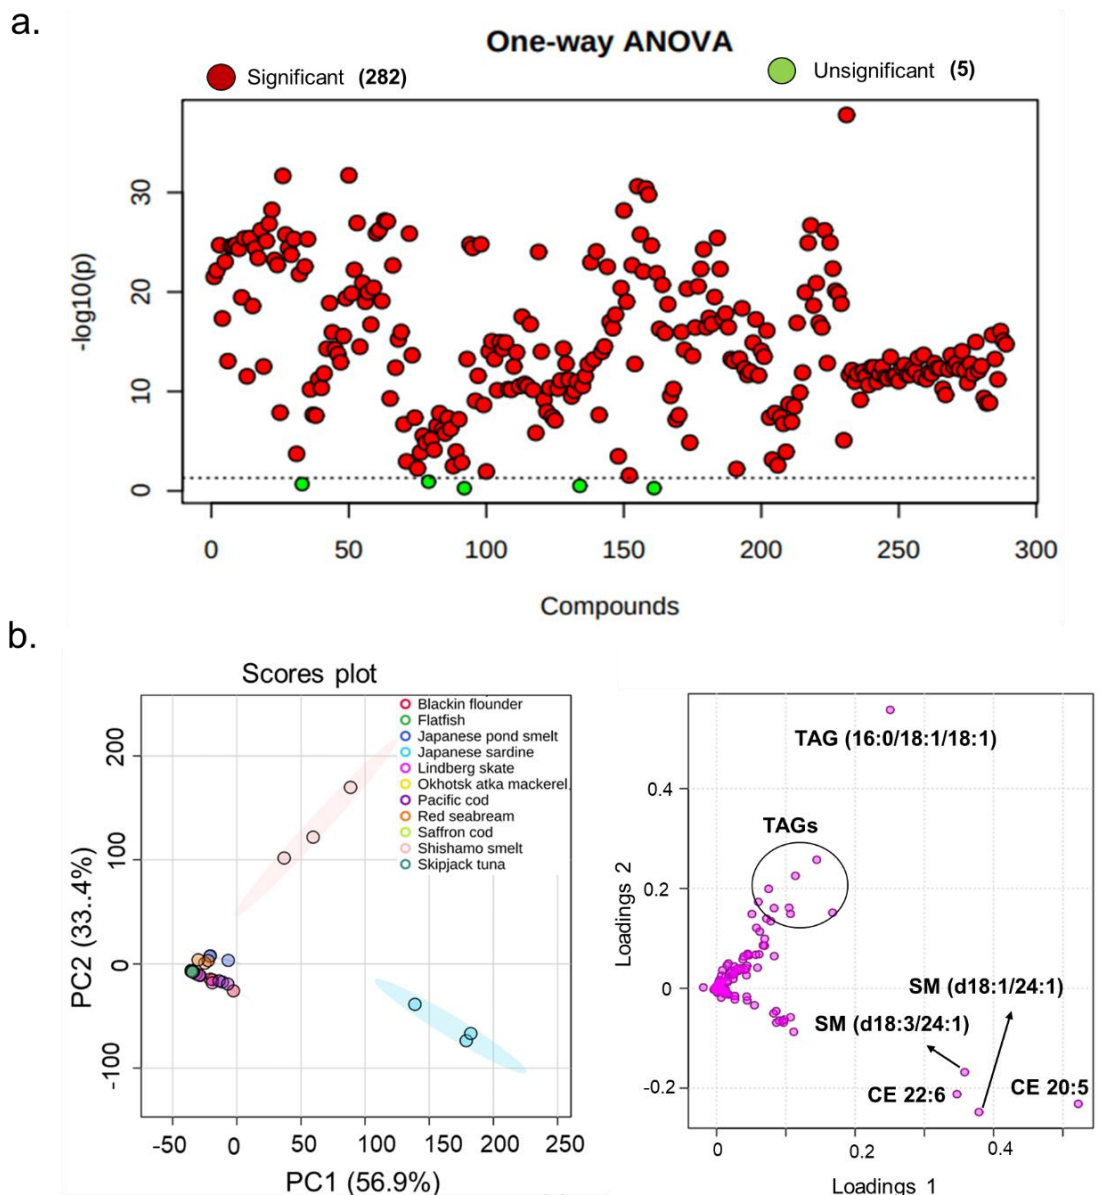 a.
One-way ANOVA
Significant (282)
Unsignificant (5)
-log10(p)
30
20
10
0
0 50 100 150 200 250 300
Compounds
b.
Scores plot
Blackin flounder
Flatfish
Japanese pond smelt
Japanese sardine
Lindberg skate
Okhotsk atka mackerel
Pacific cod
Red seabream
Saffron cod
Shishamo smelt
Skipjack tuna
PC2 (33..4%)
200
100
0
-100
-50 0 50 100 150 200 250
PC1 (56.9%)
TAG (16:0/18:1/18:1)
TAGs
SM (d18:1/24:1)
SM (d18:3/24:1)
CE 22:6
CE 20:5
Loadings 2
0.4
0.2
0
-0.2
0 0.2 0.4
Loadings 1